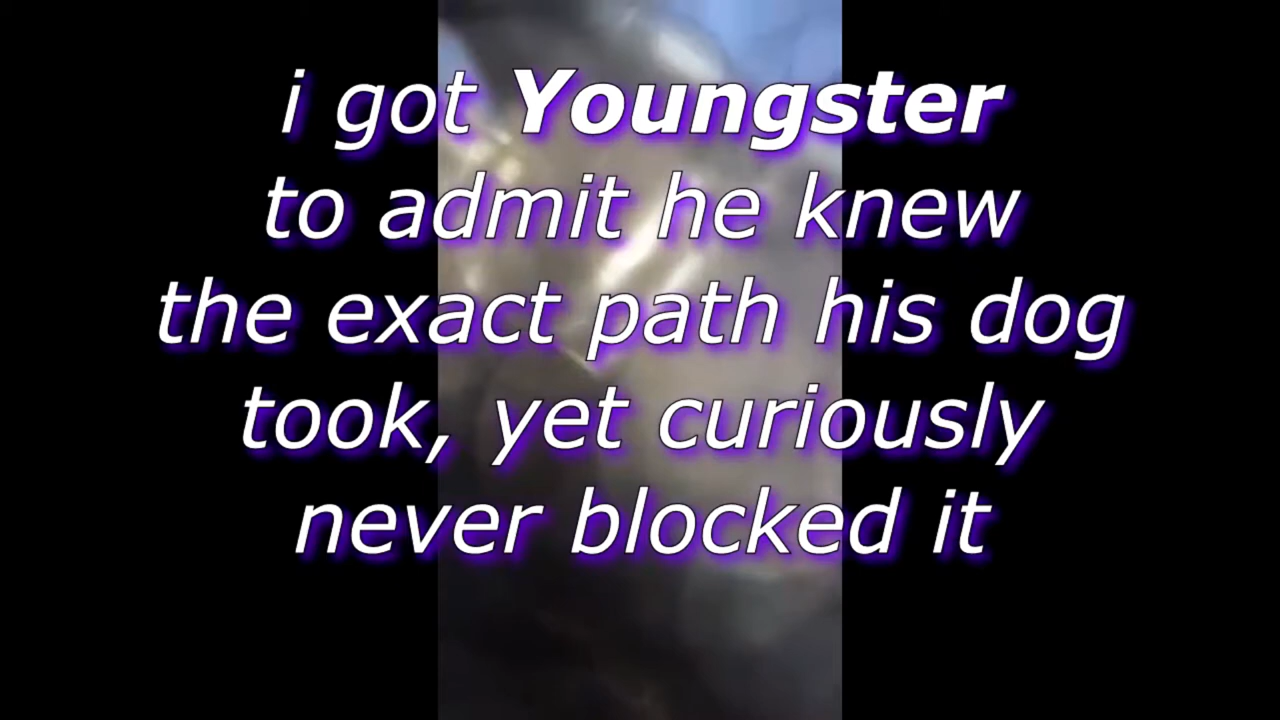 i got Youngster
to admit he knew
the exact path his dog
took, yet curiously
never blocked it